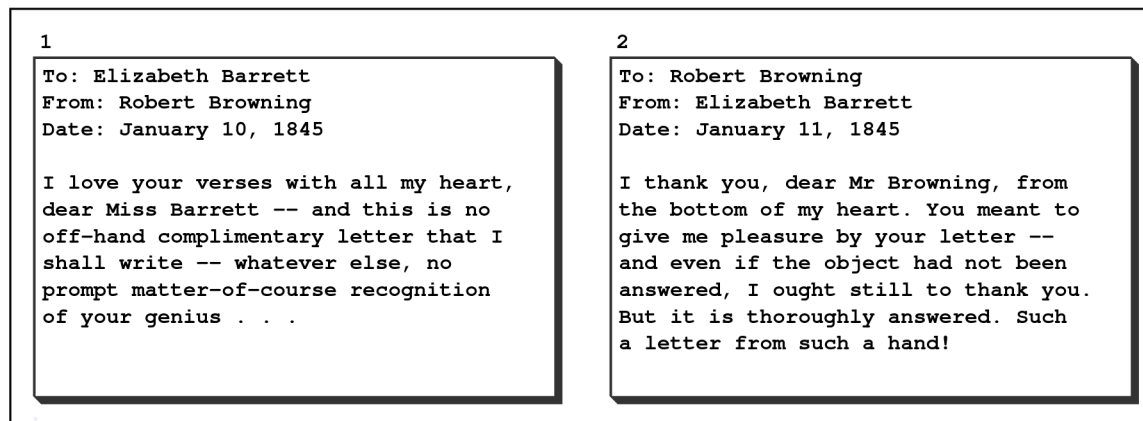 1
To: Elizabeth Barrett
From: Robert Browning
Date: January 10, 1845
I love your verses with all my heart,
dear Miss Barrett -- and this is no
off-hand complimentary letter that I
shall write -- whatever else, no
prompt matter-of-course recognition
of your genius . . .
2
To: Robert Browning
From: Elizabeth Barrett
Date: January 11, 1845
I thank you, dear Mr Browning, from
the bottom of my heart. You meant to
give me pleasure by your letter --
and even if the object had not been
answered, I ought still to thank you.
But it is thoroughly answered. Such
a letter from such a hand!